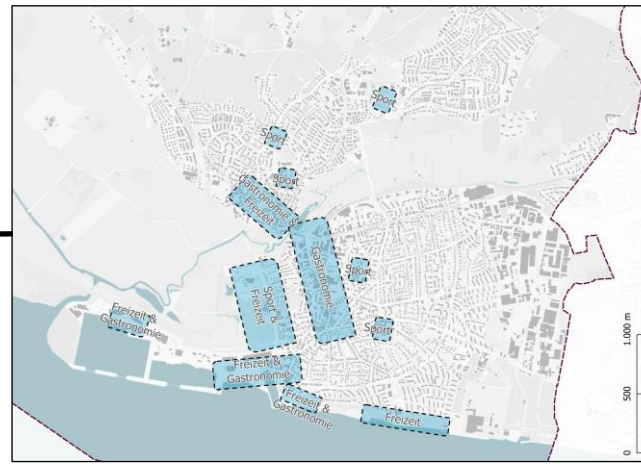 Sport
Sport
Sport
Gastronomie &
Freizeit
Gastronomie
Sport &
Freizeit
Sport
Sport
Freizeit &
Gastronomie
Freizeit &
Gastronomie
Freizeit &
Gastronomie
Freizeit
1.000 m
500
0